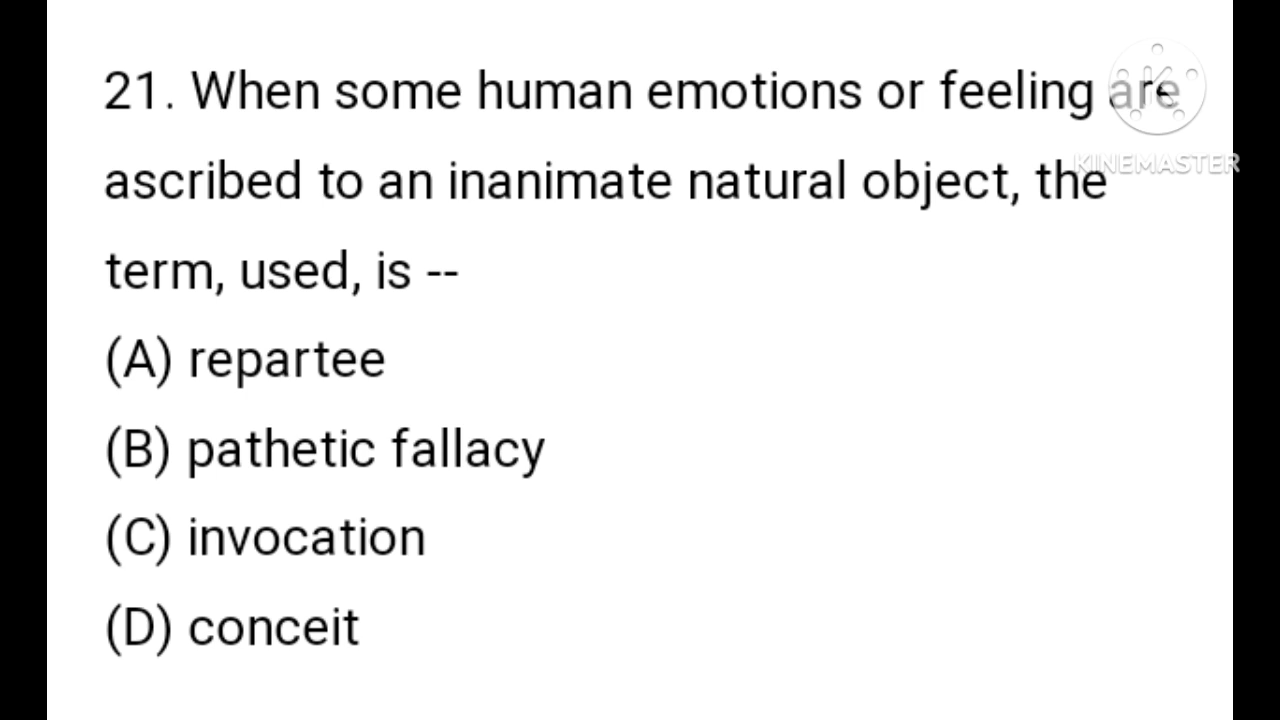 21. When some human emotions or feeling are
ascribed to an inanimate natural object, the
term, used, is --
(A) repartee
(B) pathetic fallacy
(C) invocation
(D) conceit
KINEMASTER